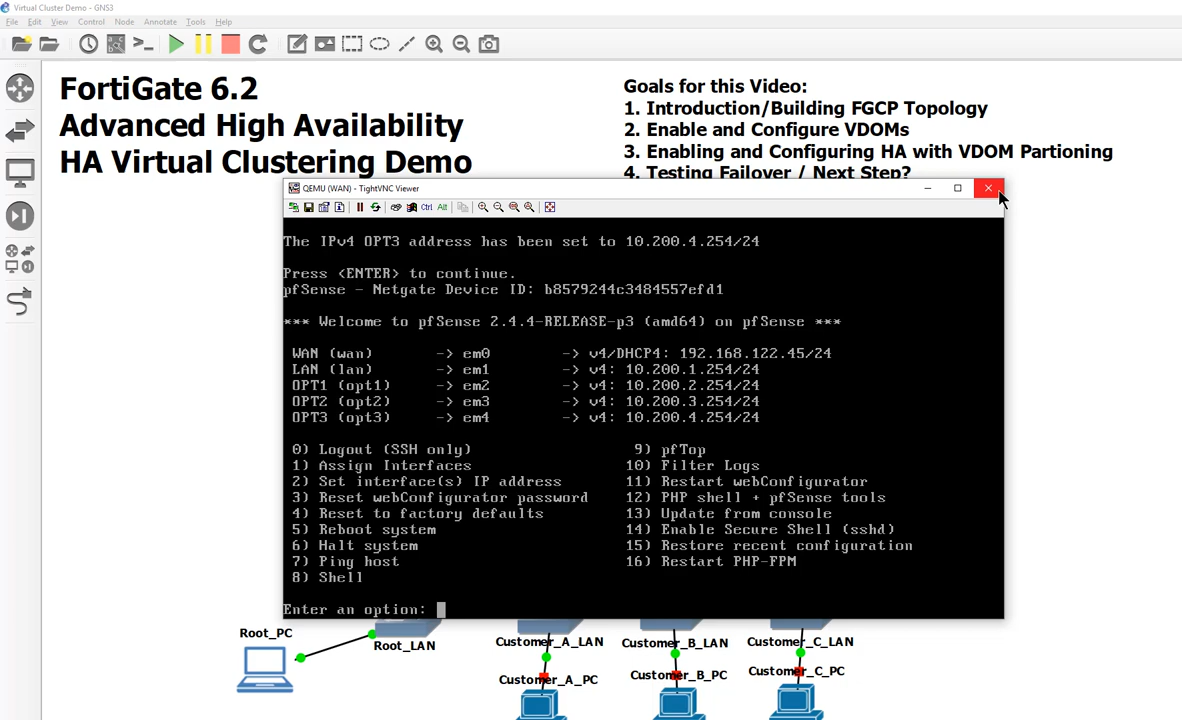 Virtual Cluster Demo - GNS3
File Edit View Control Node Annotate Tools Help
FortiGate 6.2
Advanced High Availability
HA Virtual Clustering Demo
Goals for this Video:
1. Introduction/Building FGCP Topology
2. Enable and Configure VDOMs
3. Enabling and Configuring HA with VDOM Partioning
4. Testing Failover / Next Step?
QEMU (WAN) - TightVNC Viewer
Ctrl Alt
The IPv4 OPT3 address has been set to 10.200.4.254/24
Press <ENTER> to continue.
pfSense - Netgate Device ID: b8579244c3484557efd1
*** Welcome to pfSense 2.4.4-RELEASE-p3 (amd64) on pfSense ***
WAN (wan) -> em0 -> v4/DHCP4: 192.168.122.45/24
LAN (lan) -> em1 -> v4: 10.200.1.254/24
OPT1 (opt1) -> em2 -> v4: 10.200.2.254/24
OPT2 (opt2) -> em3 -> v4: 10.200.3.254/24
OPT3 (opt3) -> em4 -> v4: 10.200.4.254/24
0) Logout (SSH only) 9) pfTop
1) Assign Interfaces 10) Filter Logs
2) Set interface(s) IP address 11) Restart webConfigurator
3) Reset webConfigurator password 12) PHP shell + pfSense tools
4) Reset to factory defaults 13) Update from console
5) Reboot system 14) Enable Secure Shell (sshd)
6) Halt system 15) Restore recent configuration
7) Ping host 16) Restart PHP-FPM
8) Shell
Enter an option:
Root_PC
Root_LAN
Customer_A_LAN
Customer_B_LAN
Customer_C_LAN
Customer_A_PC
Customer_B_PC
Customer_C_PC